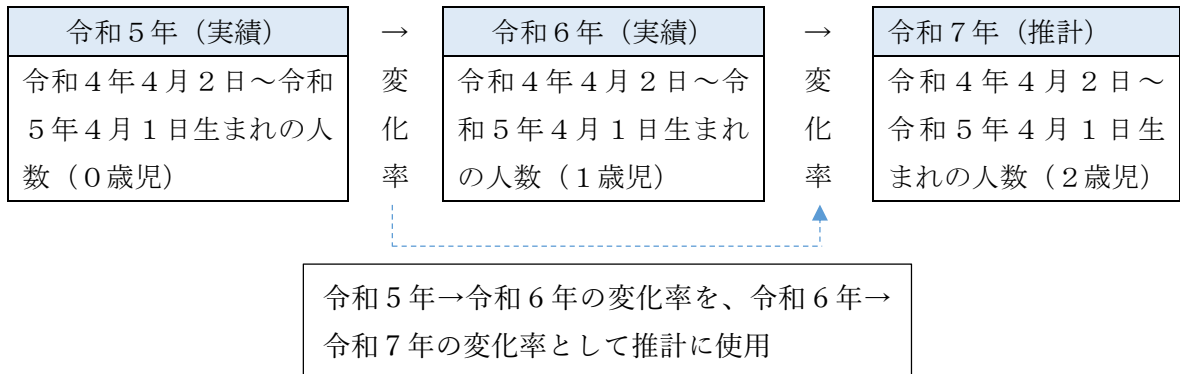 令和５年（実績）
→
令和６年（実績）
→
令和７年（推計）
令和４年４月２日～令和
５年４月１日生まれの人
数（０歳児）
変
化
率
令和４年４月２日～令
和５年４月１日生まれ
の人数（１歳児）
変
化
率
令和４年４月２日～
令和５年４月１日生
まれの人数（２歳児）
令和５年→令和６年の変化率を、令和６年→
令和７年の変化率として推計に使用